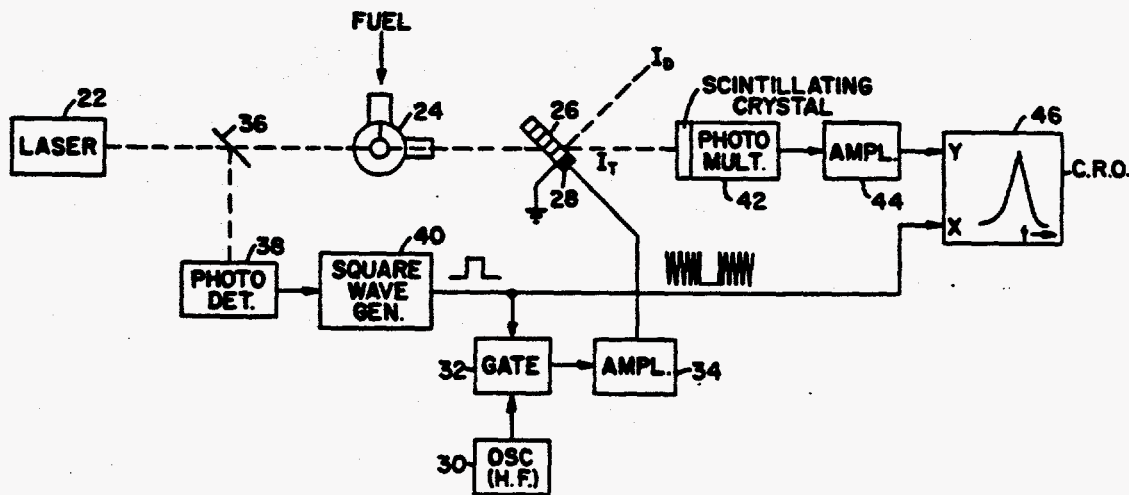 FUEL
22
LASER
36
24
26
I_D
I_T
28
SCINTILLATING
CRYSTAL
PHOTO
MULT.
42
AMPL.
44
46
Y
X
t
C.R.O.
38
PHOTO
DET.
40
SQUARE
WAVE
GEN.
32
GATE
AMPL.
34
30
OSC
(H.F.)